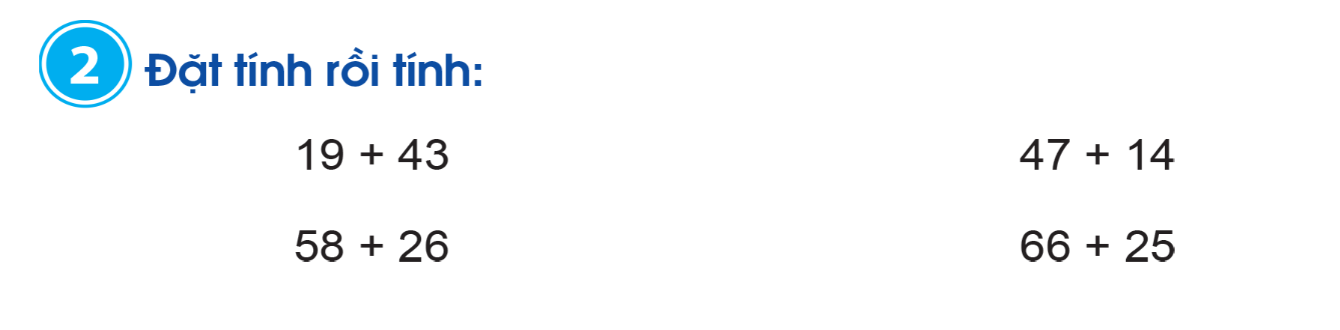 2 Đặt tính rồi tính:
19 + 43 47 + 14
58 + 26 66 + 25